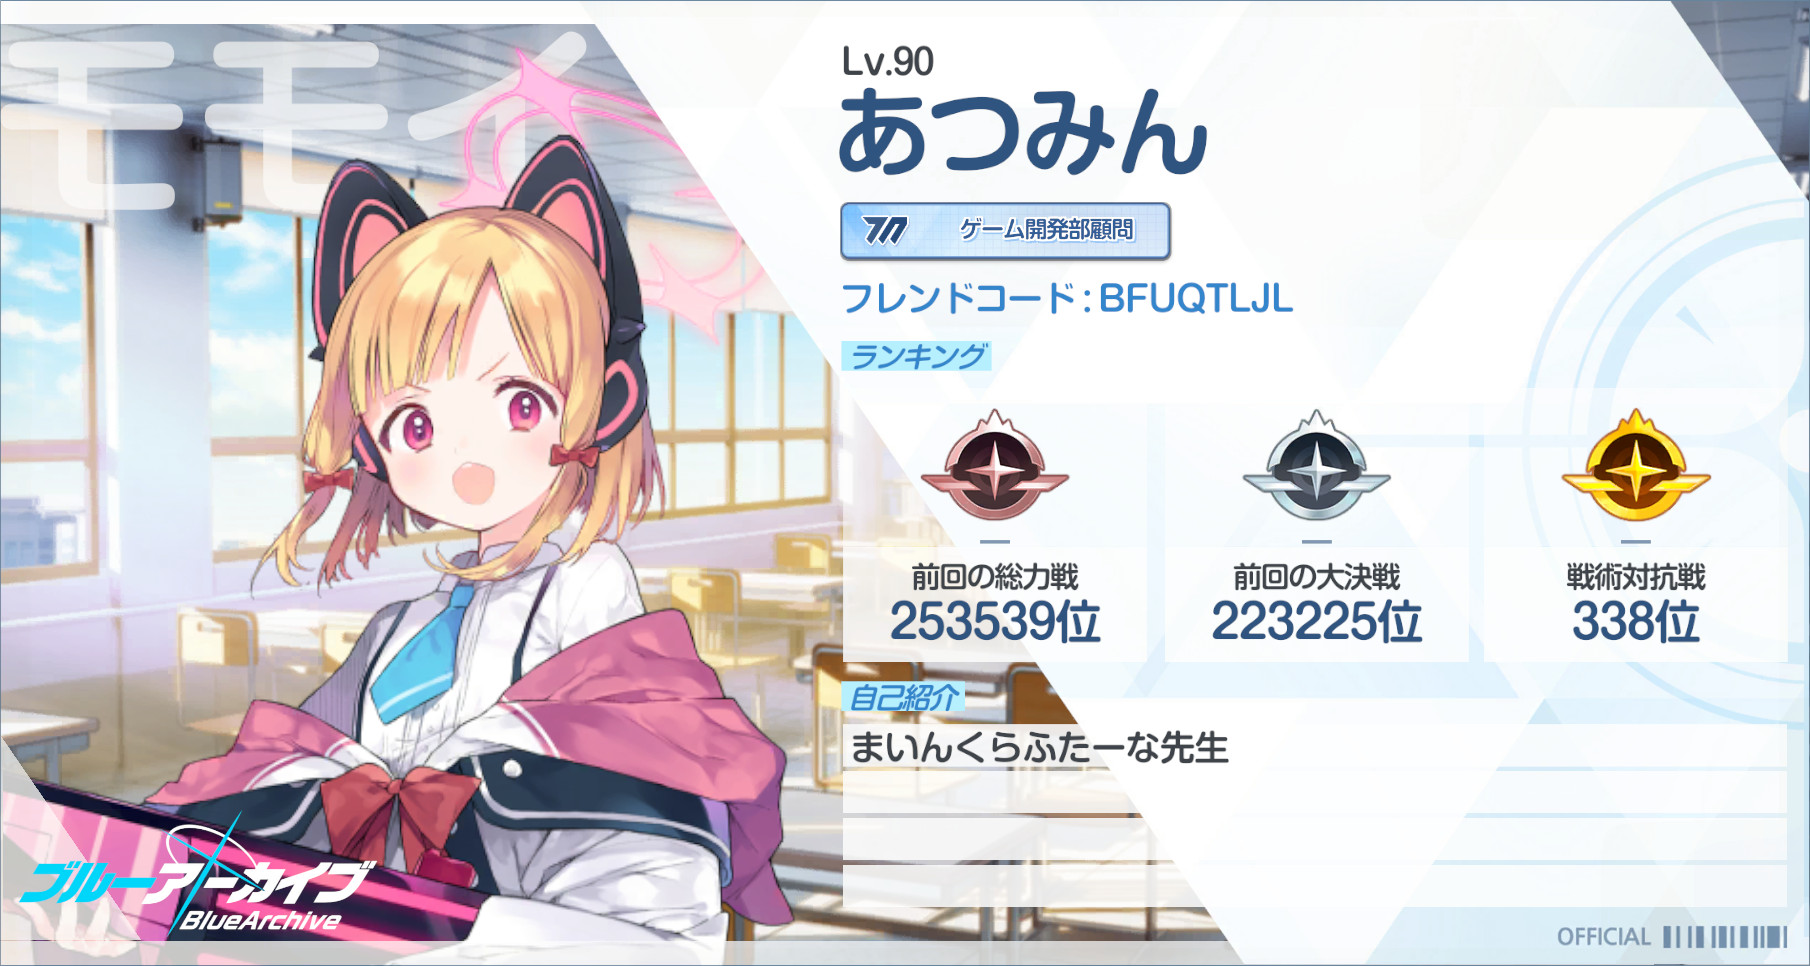 モモイ
Lv.90
あつみん
ゲーム開発部顧問
フレンドコード : BFUQTLJL
ランキング
前回の総力戦
253539位
前回の大決戦
223225位
戦術対抗戦
338位
自己紹介
まいんくらふたーな先生
ブルーアーカイブ
BlueArchive
OFFICIAL